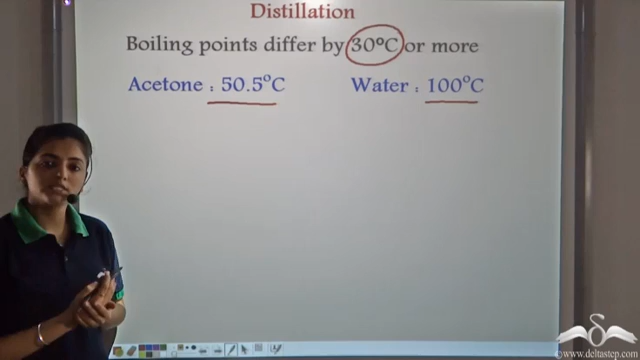 Distillation
Boiling points differ by 30°C or more
Acetone : 50.5°C Water : 100°C
©www.deltastep.com